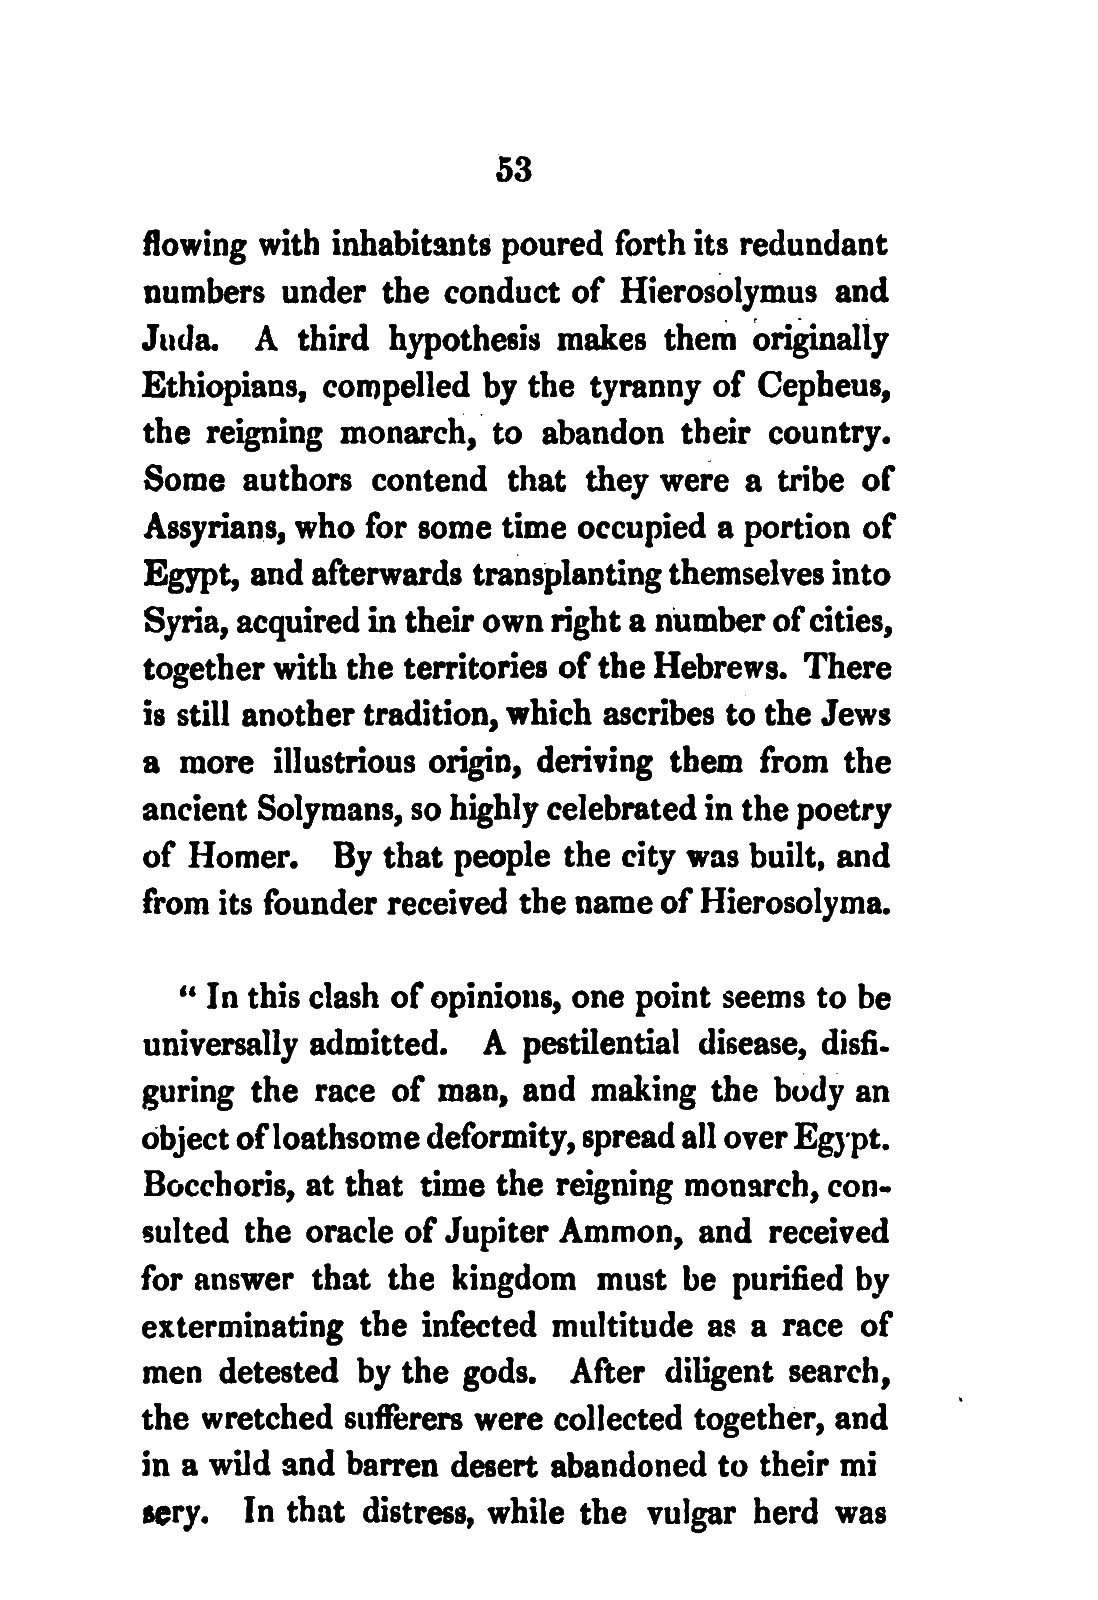 53
flowing with inhabitants poured forth its redundant
numbers under the conduct of Hierosolymus and
Juda. A third hypothesis makes them originally
Ethiopians, compelled by the tyranny of Cepheus,
the reigning monarch, to abandon their country.
Some authors contend that they were a tribe of
Assyrians, who for some time occupied a portion of
Egypt, and afterwards transplanting themselves into
Syria, acquired in their own right a number of cities,
together with the territories of the Hebrews. There
is still another tradition, which ascribes to the Jews
a more illustrious origin, deriving them from the
ancient Solymans, so highly celebrated in the poetry
of Homer. By that people the city was built, and
from its founder received the name of Hierosolyma.
“ In this clash of opinions, one point seems to be
universally admitted. A pestilential disease, disfi-
guring the race of man, and making the body an
object of loathsome deformity, spread all over Egypt.
Bocchoris, at that time the reigning monarch, con-
sulted the oracle of Jupiter Ammon, and received
for answer that the kingdom must be purified by
exterminating the infected multitude as a race of
men detested by the gods. After diligent search,
the wretched sufferers were collected together, and
in a wild and barren desert abandoned to their mi
sery. In that distress, while the vulgar herd was